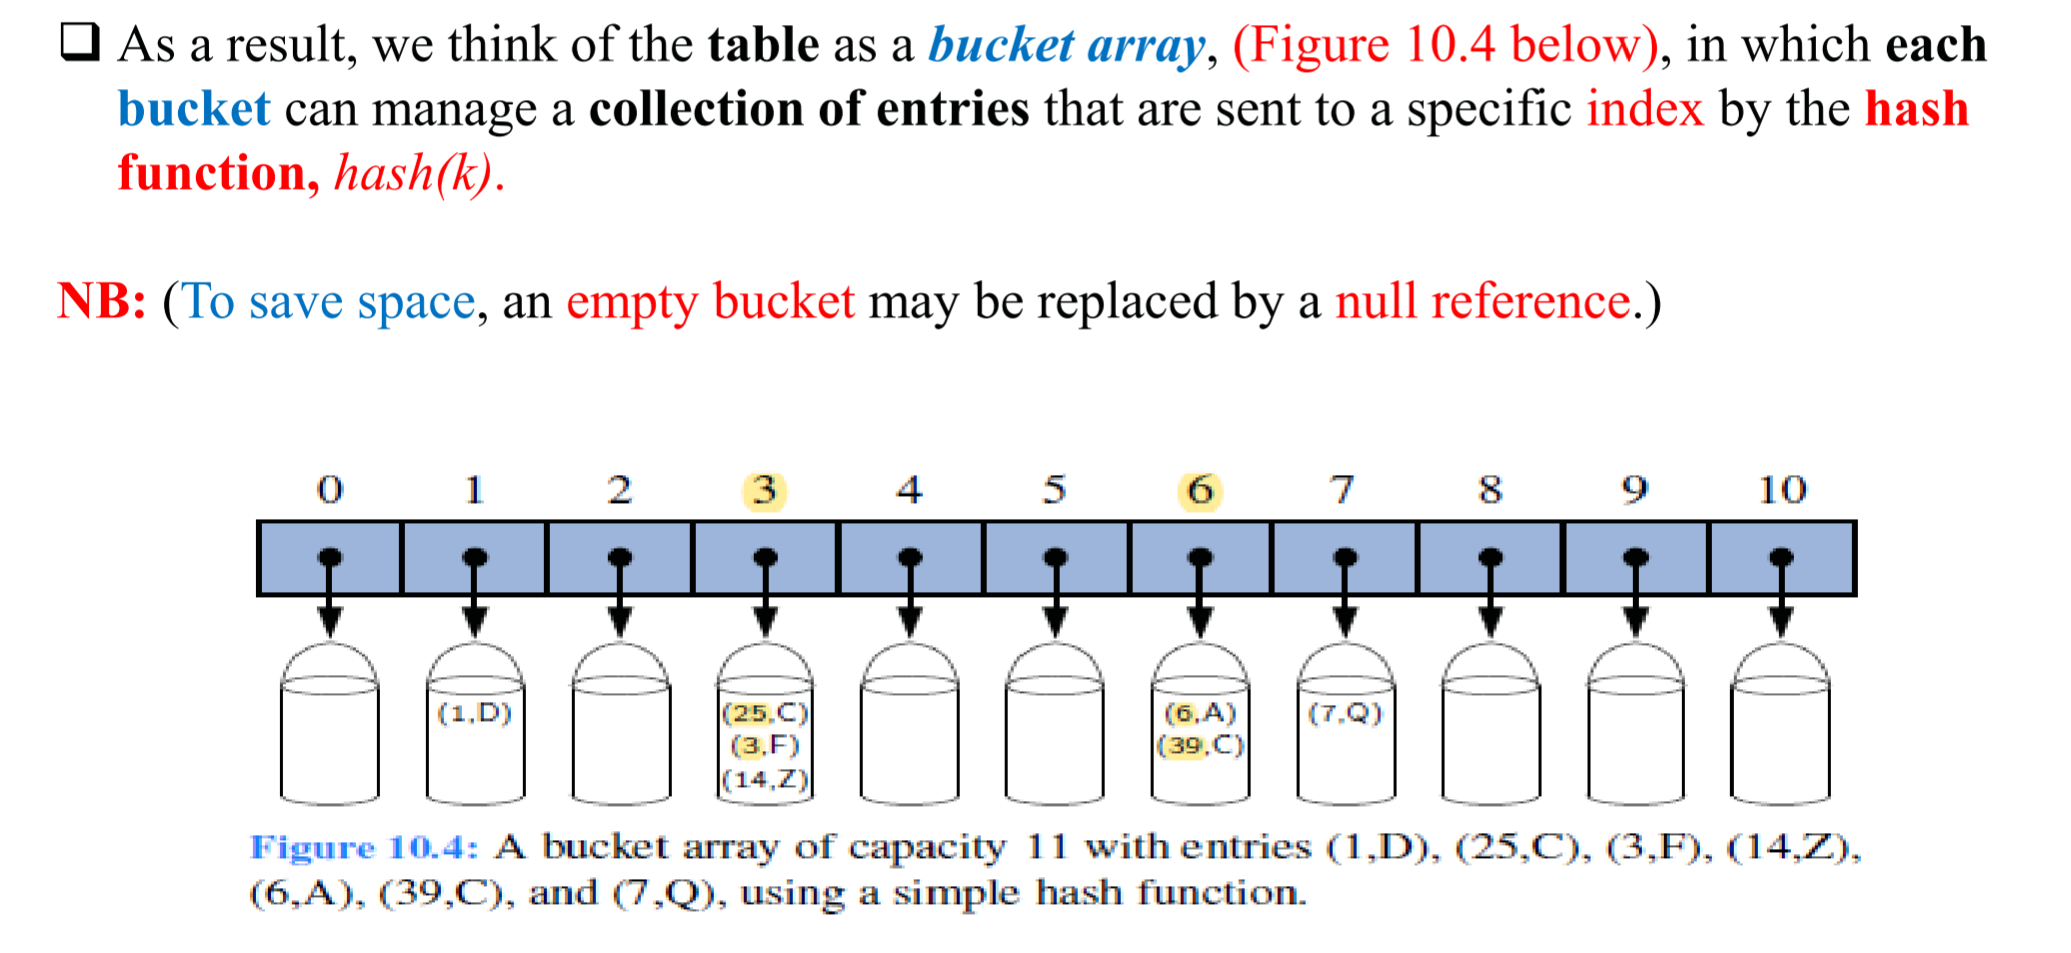 ❑ As a result, we think of the table as a bucket array, (Figure 10.4 below), in which each
bucket can manage a collection of entries that are sent to a specific index by the hash
function, hash(k).
NB: (To save space, an empty bucket may be replaced by a null reference.)
0 1 2 3 4 5 6 7 8 9 10
(1,D) (25,C) (6,A) (7,Q)
(3,F) (39,C)
(14,Z)
Figure 10.4: A bucket array of capacity 11 with entries (1,D), (25,C), (3,F), (14,Z),
(6,A), (39,C), and (7,Q), using a simple hash function.